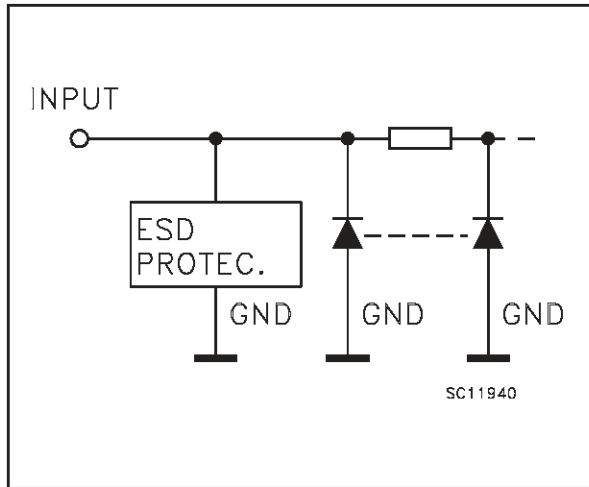 INPUT
ESD
PROTEC.
GND GND GND
SC11940